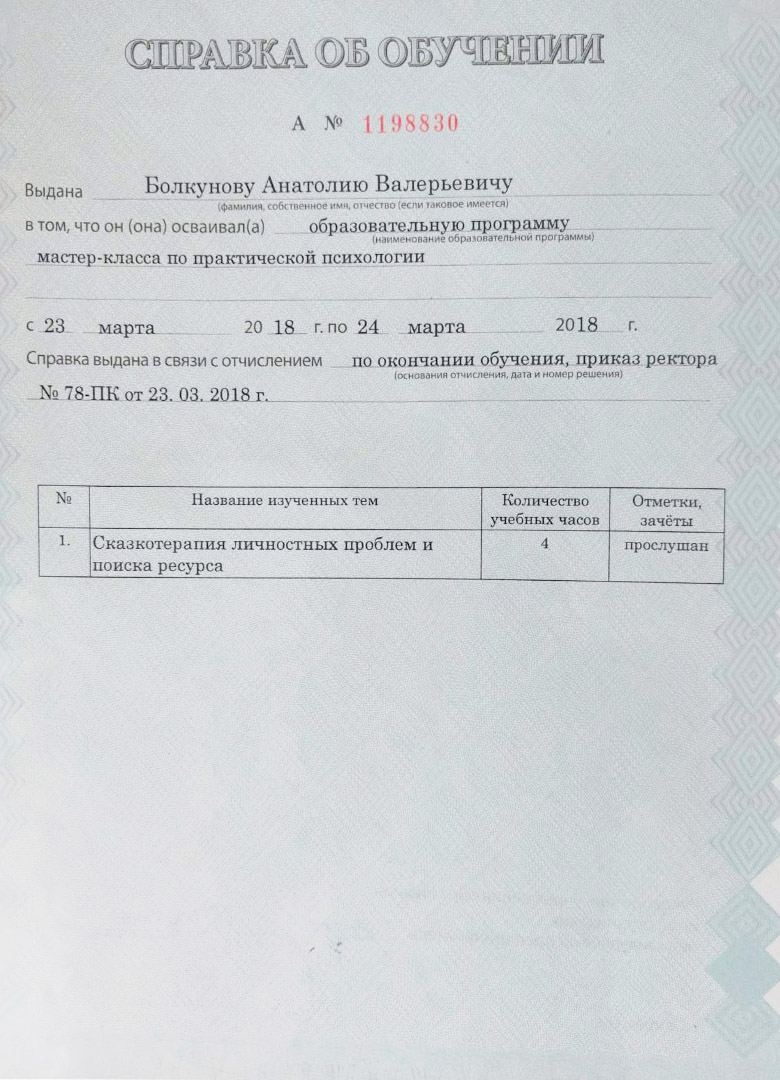 СПРАВКА ОБ ОБУЧЕНИИ
А № 1198830
Выдана Болкунову Анатолию Валерьевичу
(фамилия, собственное имя, отчество (если таковое имеется)
в том, что он (она) осваивал(а) образовательную программу
(наименование образовательной программы)
мастер-класса по практической психологии
с 23 марта 20 18 г. по 24 марта 2018 г.
Справка выдана в связи с отчислением по окончании обучения, приказ ректора
(основания отчисления, дата и номер решения)
№ 78-ПК от 23. 03. 2018 г.
№ Название изученных тем Количество Отметки,
учебных часов зачёты
1. Сказкотерапия личностных проблем и 4 прослушан
поиска ресурса